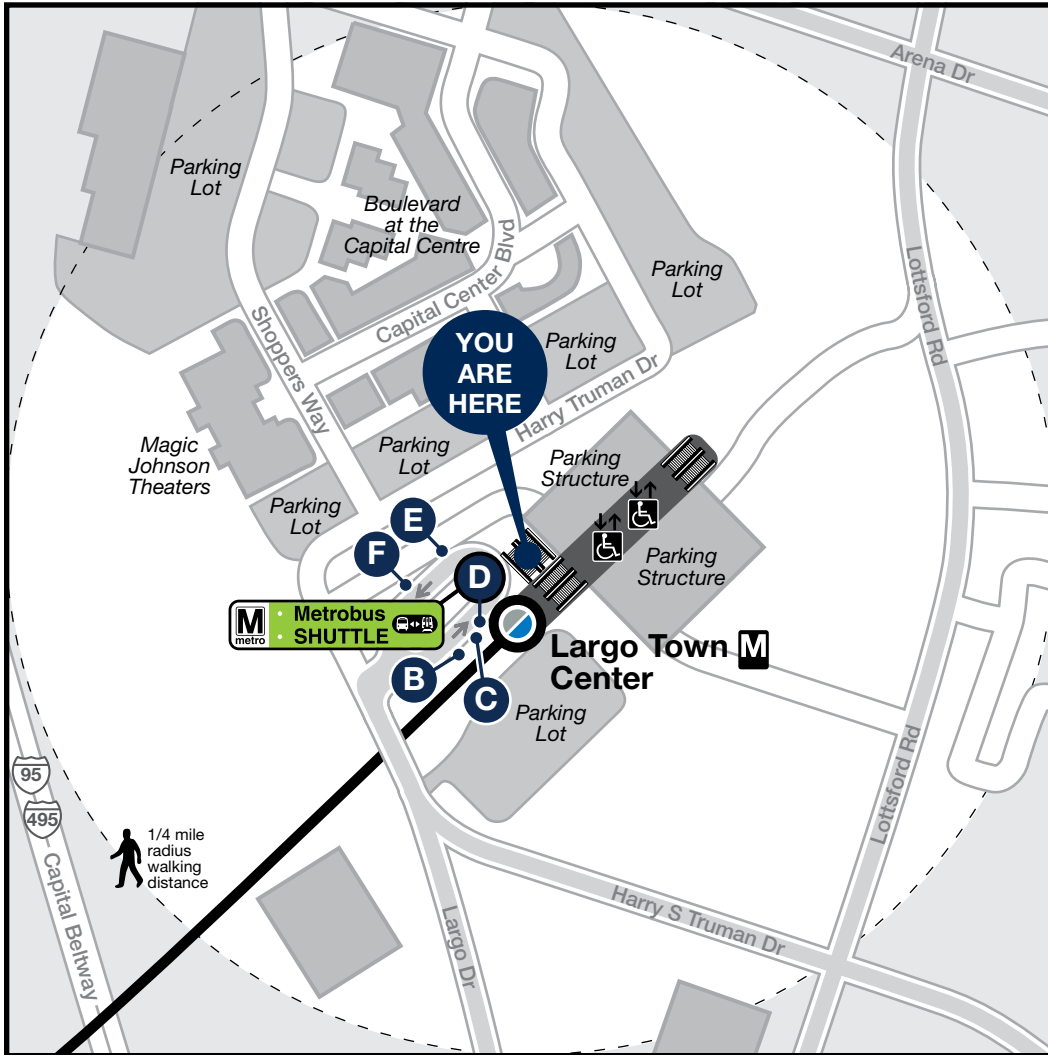 Arena Dr
Parking
Lot
Boulevard
at the
Capital Centre
Capital Center Blvd
Parking
Lot
Lottsford Rd
Shoppers Way
YOU
ARE
HERE
Parking
Lot
Harry Truman Dr
Magic
Johnson
Theaters
Parking
Lot
Parking
Structure
Parking
Lot
Parking
Structure
E
F
D
M
metro
Metrobus
SHUTTLE
B
C
Largo Town M
Center
Parking
Lot
Lottsford Rd
95
495
1/4 mile
radius
walking
distance
Capital Beltway
Largo Dr
Harry S Truman Dr